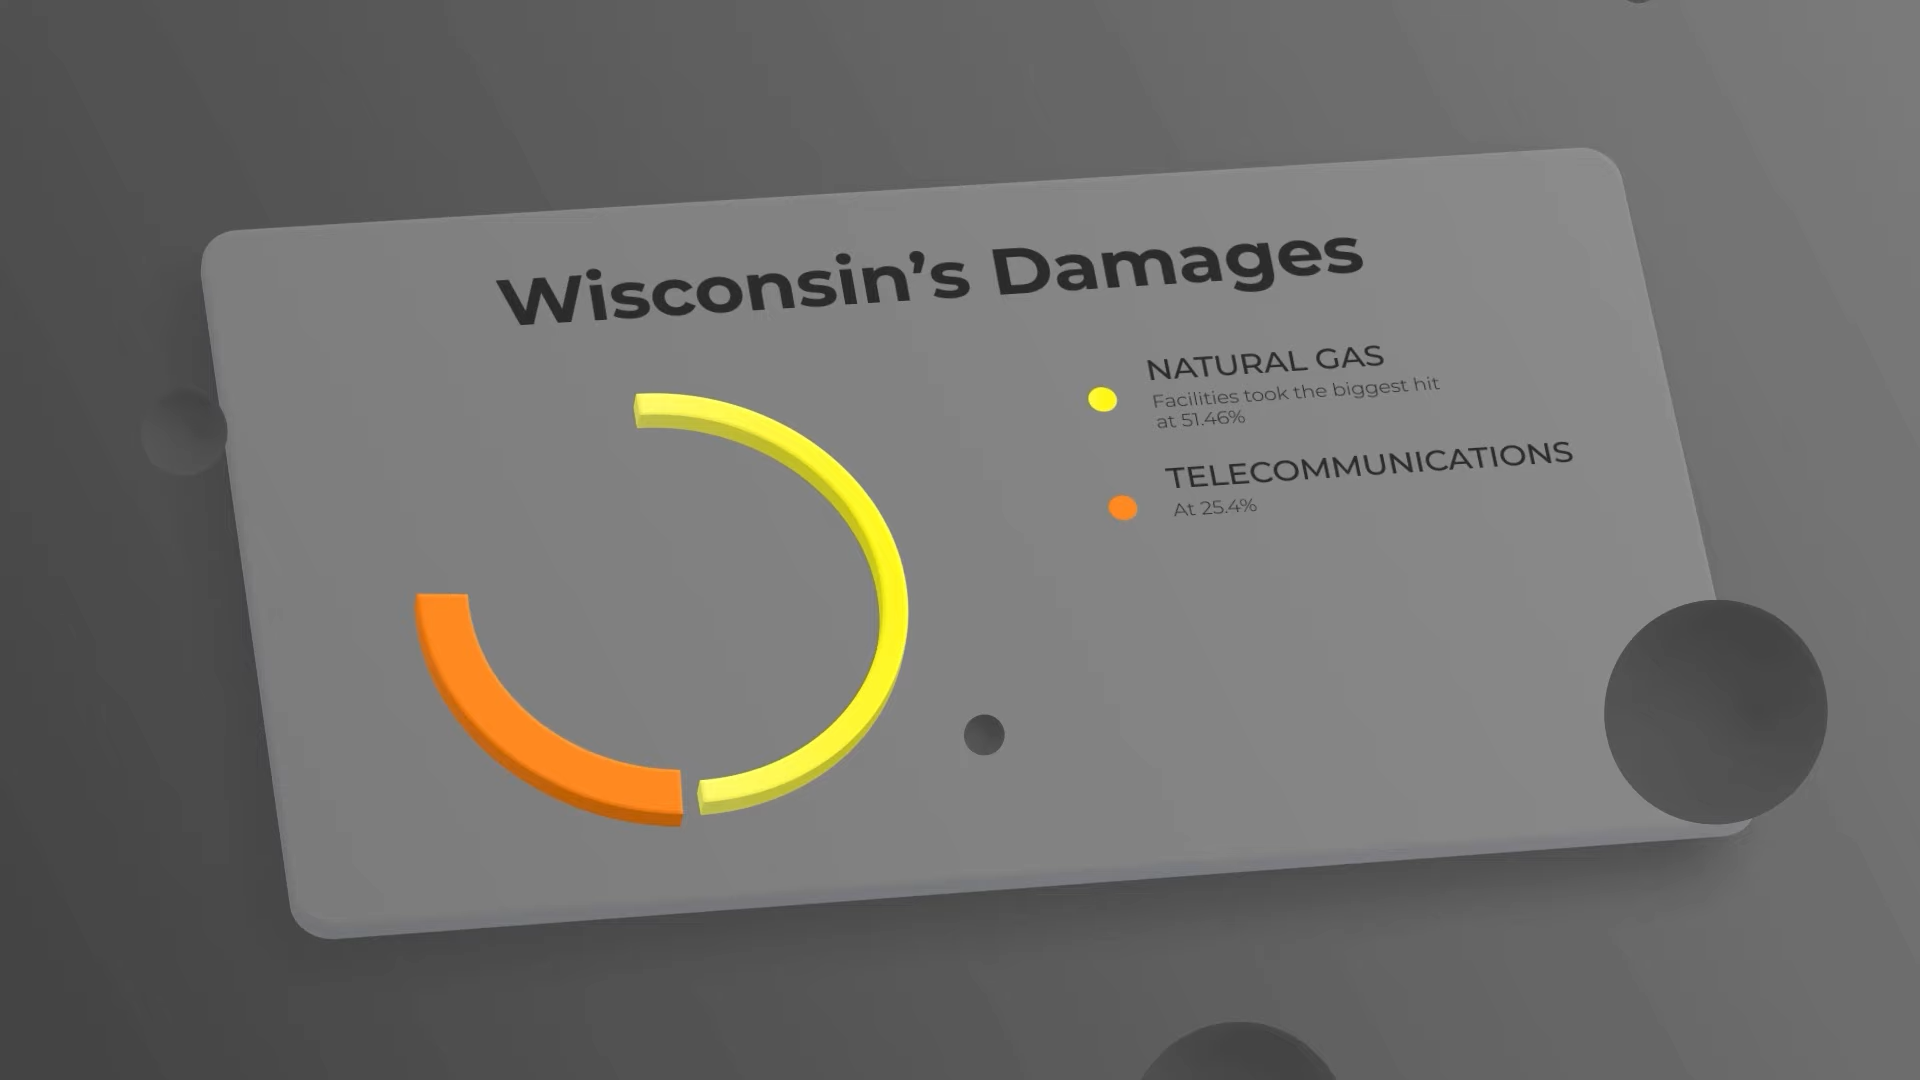 Wisconsin’s Damages
NATURAL GAS
Facilities took the biggest hit
at 51.46%
TELECOMMUNICATIONS
At 25.4%